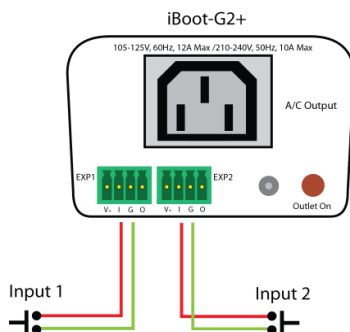 iBoot-G2+
105-125V, 60Hz, 12A Max /210-240V, 50Hz, 10A Max
A/C Output
EXP1
EXP2
V+ I G O
V+ I G O
Outlet On
Input 1
Input 2